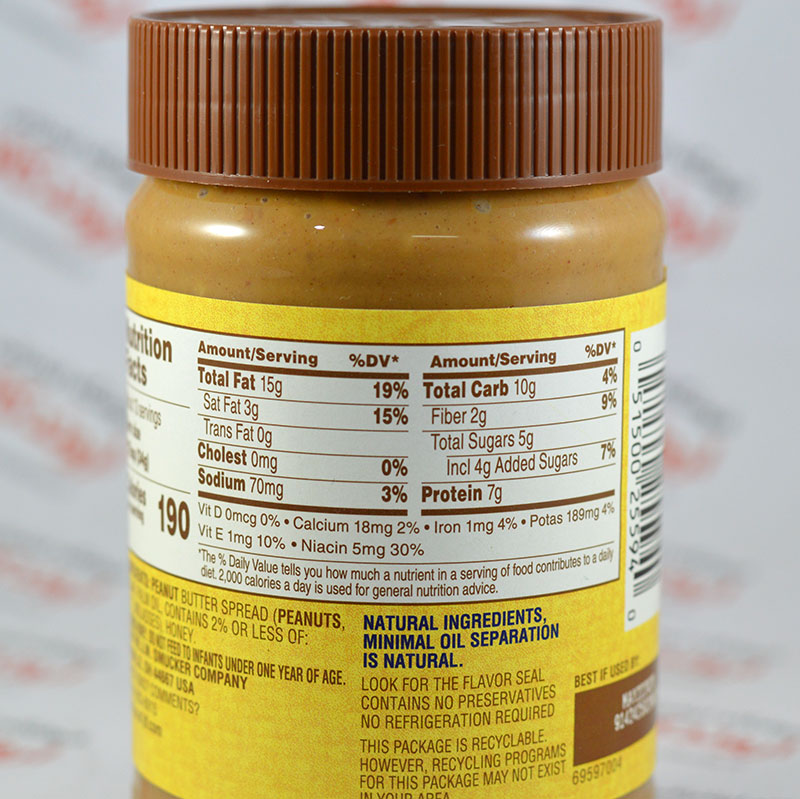 Nutrition
Facts
servings
190
Amount/Serving %DV*
Total Fat 15g 19%
Sat Fat 3g 15%
Trans Fat 0g
Cholest 0mg 0%
Sodium 70mg 3%
Amount/Serving %DV*
Total Carb 10g 4%
Fiber 2g 9%
Total Sugars 5g
Incl 4g Added Sugars 7%
Protein 7g
Vit D 0mcg 0% • Calcium 18mg 2% • Iron 1mg 4% • Potas 189mg 4%
Vit E 1mg 10% • Niacin 5mg 30%
*The % Daily Value tells you how much a nutrient in a serving of food contributes to a daily
diet. 2,000 calories a day is used for general nutrition advice.
PEANUT BUTTER SPREAD (PEANUTS,
OIL. CONTAINS 2% OR LESS OF:
HONEY
DO NOT FEED TO INFANTS UNDER ONE YEAR OF AGE.
SMUCKER COMPANY
OH 44667 USA
COMMENTS?
NATURAL INGREDIENTS,
MINIMAL OIL SEPARATION
IS NATURAL.
LOOK FOR THE FLAVOR SEAL
CONTAINS NO PRESERVATIVES
NO REFRIGERATION REQUIRED
THIS PACKAGE IS RECYCLABLE.
HOWEVER, RECYCLING PROGRAMS
FOR THIS PACKAGE MAY NOT EXIST
IN YOUR AREA.
0 51500 25594 0
BEST IF USED BY:
69597004